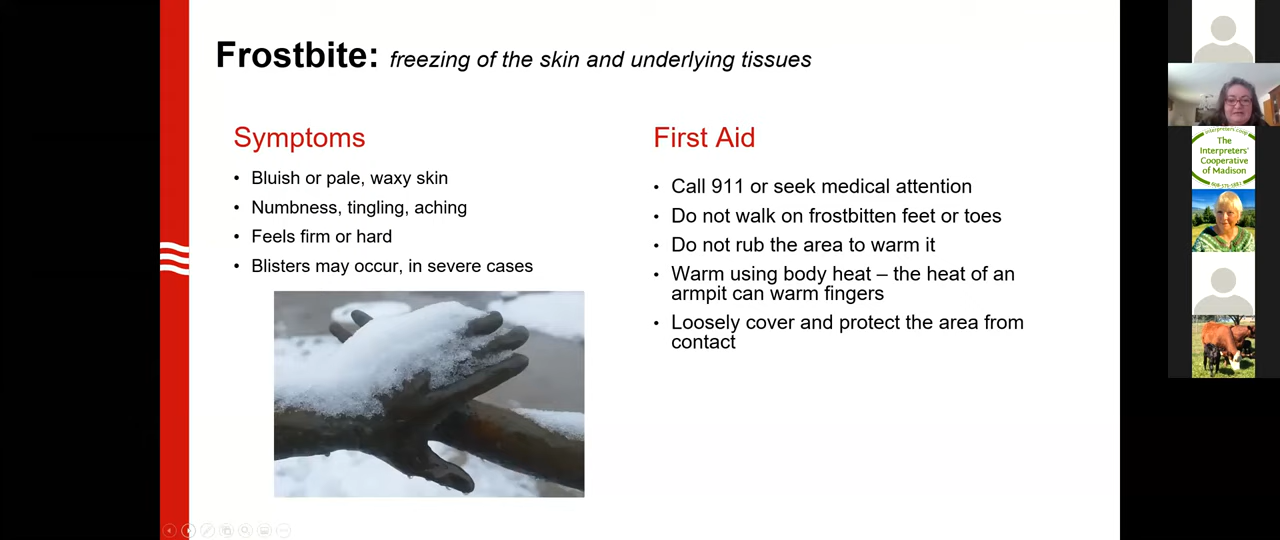 Frostbite: freezing of the skin and underlying tissues
Symptoms
• Bluish or pale, waxy skin
• Numbness, tingling, aching
• Feels firm or hard
• Blisters may occur, in severe cases
First Aid
• Call 911 or seek medical attention
• Do not walk on frostbitten feet or toes
• Do not rub the area to warm it
• Warm using body heat – the heat of an
armpit can warm fingers
• Loosely cover and protect the area from
contact
interpreters.coop
The
Interpreters'
Cooperative
of Madison